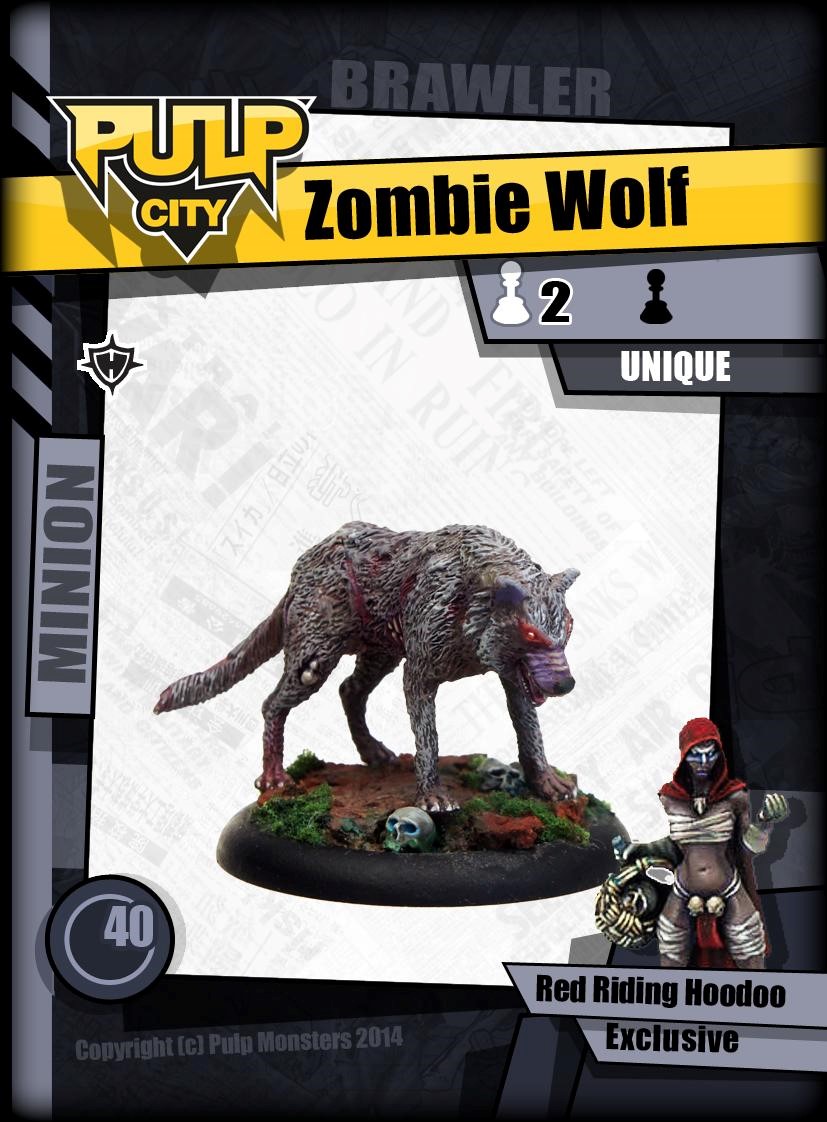 BRAWLER
PULP
CITY
Zombie Wolf
2
UNIQUE
H
MINION
40
Red Riding Hoodoo
Exclusive
Copyright (c) Pulp Monsters 2014